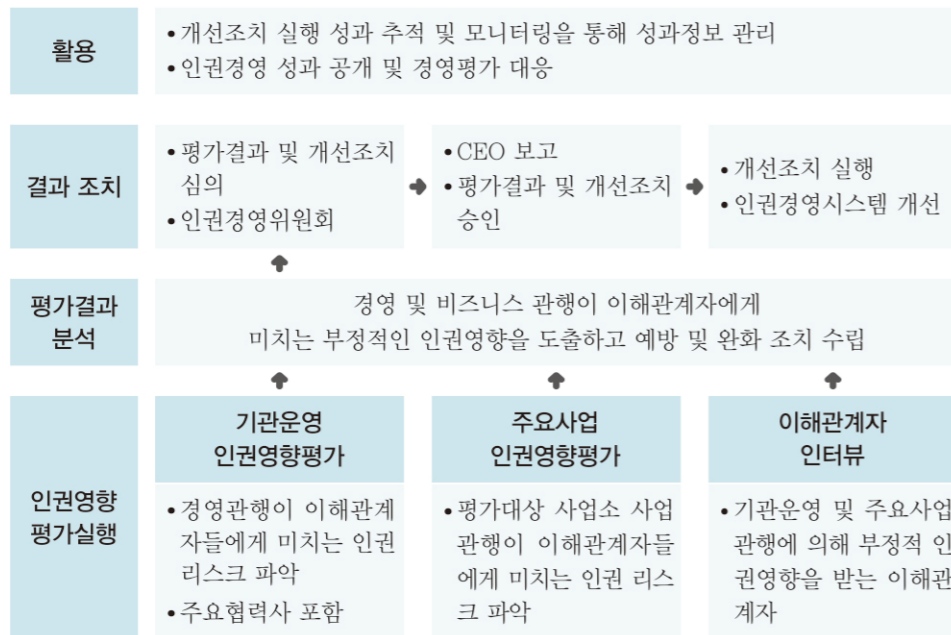 활용
• 개선조치 실행 성과 추적 및 모니터링을 통해 성과정보 관리
• 인권경영 성과 공개 및 경영평가 대응
결과 조치
• 평가결과 및 개선조치
심의
• 인권경영위원회
• CEO 보고
• 평가결과 및 개선조치
승인
• 개선조치 실행
• 인권경영시스템 개선
평가결과
분석
경영 및 비즈니스 관행이 이해관계자에게
미치는 부정적인 인권영향을 도출하고 예방 및 완화 조치 수립
인권영향
평가실행
기관운영
인권영향평가
• 경영관행이 이해관계
자들에게 미치는 인권
리스크 파악
• 주요협력사 포함
주요사업
인권영향평가
• 평가대상 사업소 사업
관행이 이해관계자들
에게 미치는 인권 리스
크 파악
이해관계자
인터뷰
• 기관운영 및 주요사업
관행에 의해 부정적 인
권영향을 받는 이해관
계자